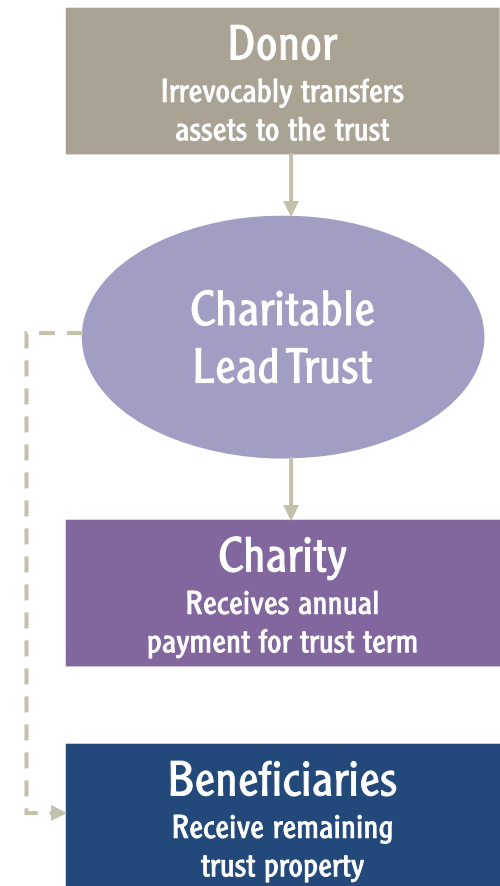 Donor
Irrevocably transfers
assets to the trust
Charitable
Lead Trust
Charity
Receives annual
payment for trust term
Beneficiaries
Receive remaining
trust property